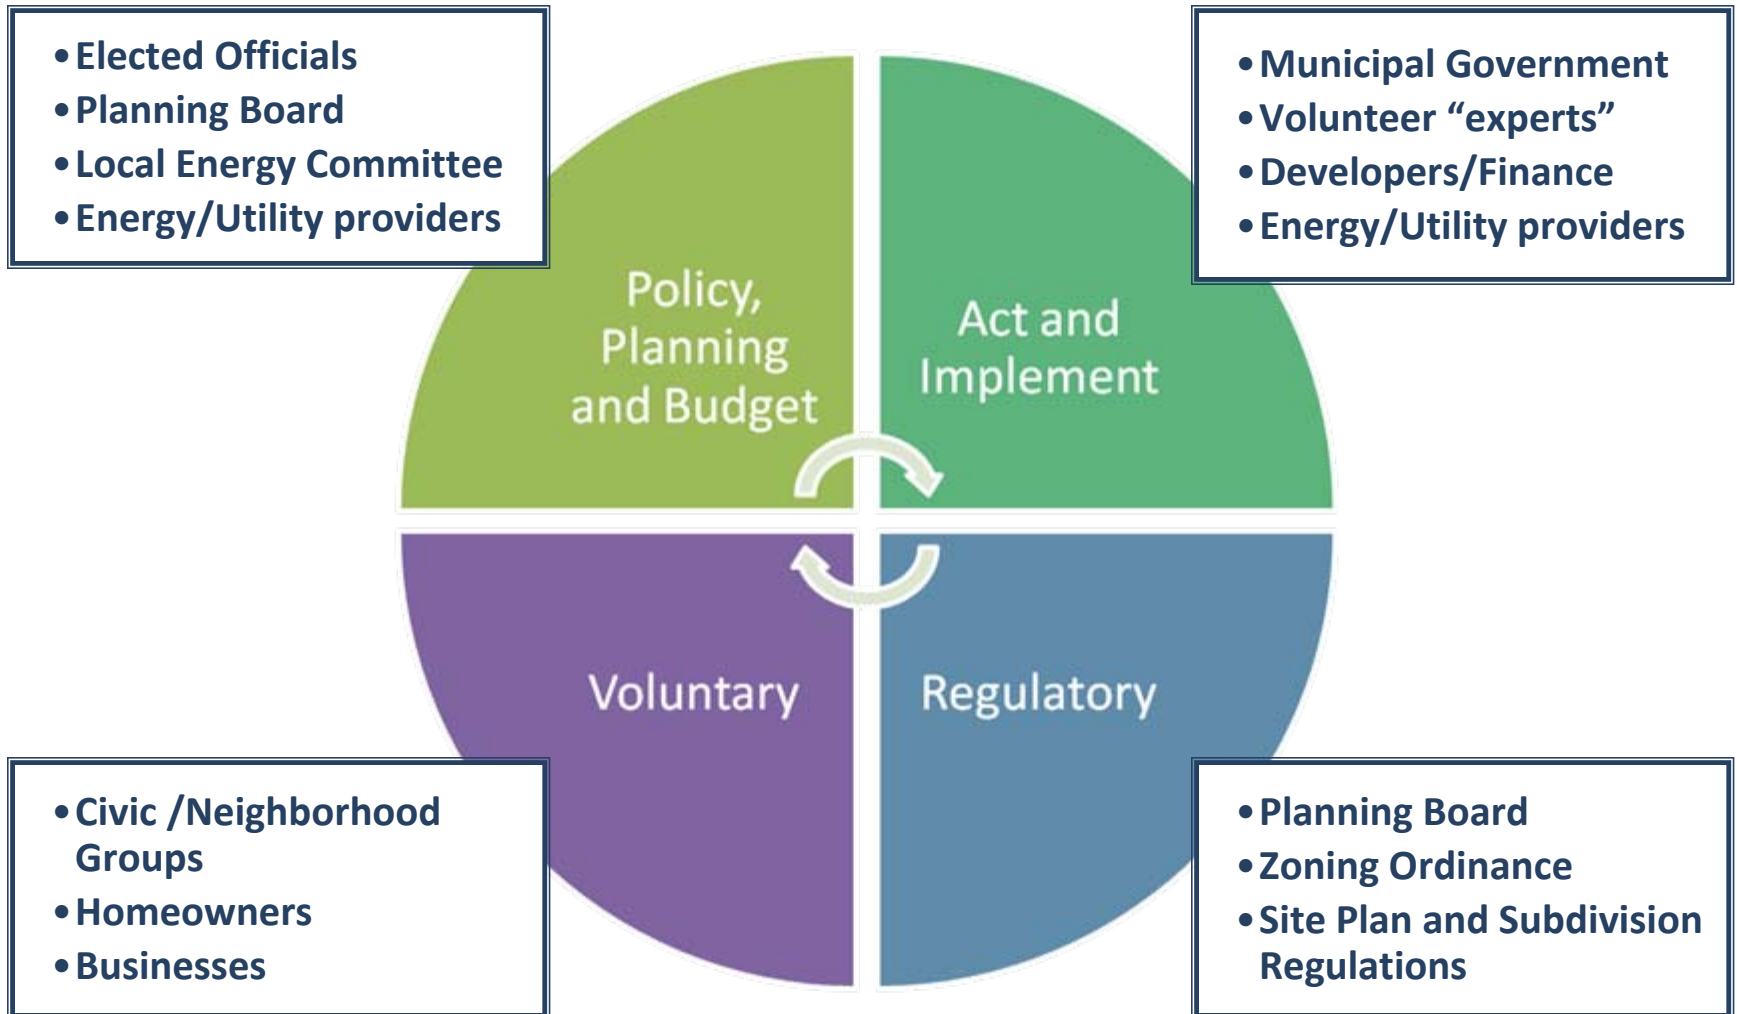 •Elected Officials
•Planning Board
•Local Energy Committee
•Energy/Utility providers
•Municipal Government
•Volunteer “experts”
•Developers/Finance
•Energy/Utility providers
Policy,
Planning
and Budget
Act and
Implement
Voluntary
Regulatory
•Civic /Neighborhood
Groups
•Homeowners
•Businesses
•Planning Board
•Zoning Ordinance
•Site Plan and Subdivision
Regulations